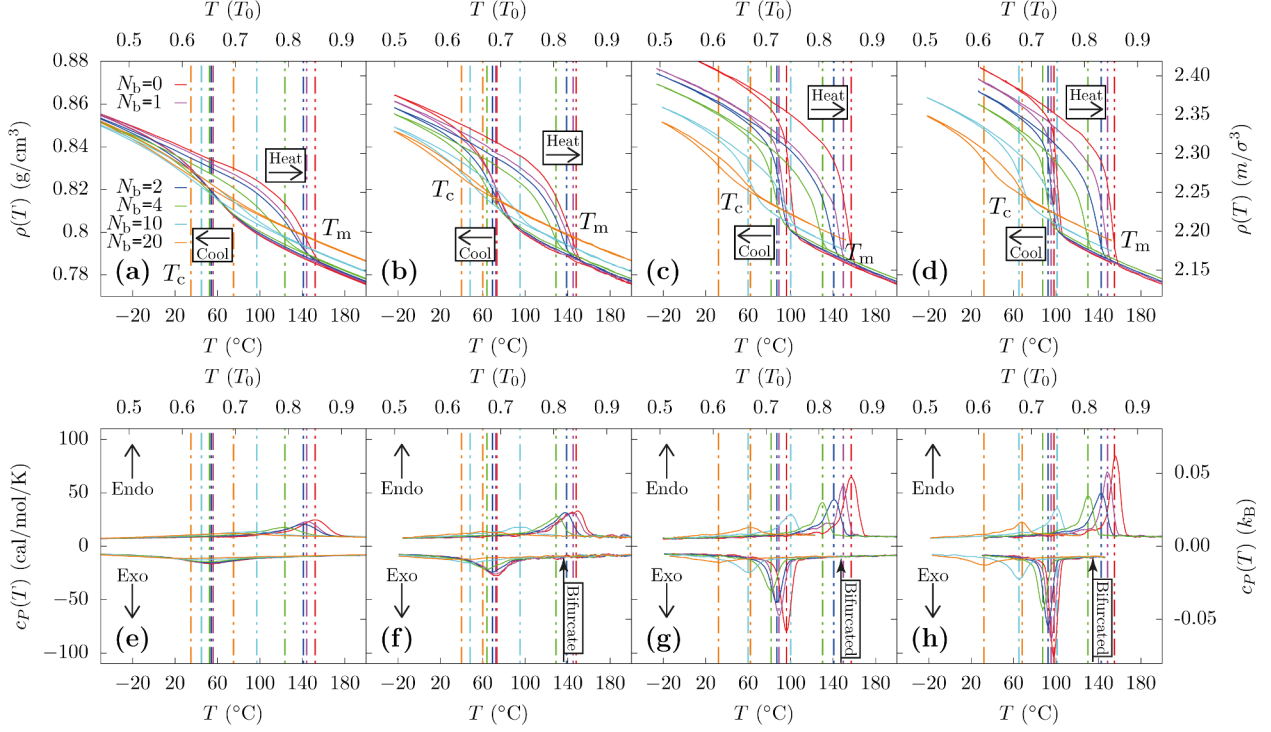 T (T0) T (T0) T (T0) T (T0)
0.5 0.6 0.7 0.8 0.9 0.5 0.6 0.7 0.8 0.9 0.5 0.6 0.7 0.8 0.9 0.5 0.6 0.7 0.8 0.9
0.88 0.86 0.84 0.82 0.8 0.78
ρ(T) (g/cm³)
Nb=0
Nb=1
Nb=2
Nb=4
Nb=10
Nb=20
Heat
Cool
Tm
Tc
(a)
Heat
Cool
Tc
Tm
(b)
Heat
Cool
Tc
Tm
(c)
Heat
Cool
Tc
Tm
(d)
2.40 2.35 2.30 2.25 2.20 2.15
ρ(T) (m/σ³)
−20 20 60 100 140 180 −20 20 60 100 140 180 −20 20 60 100 140 180 −20 20 60 100 140 180
T (°C) T (°C) T (°C) T (°C)
T (T0) T (T0) T (T0) T (T0)
0.5 0.6 0.7 0.8 0.9 0.5 0.6 0.7 0.8 0.9 0.5 0.6 0.7 0.8 0.9 0.5 0.6 0.7 0.8 0.9
100 50 0 −50 −100
cP(T) (cal/mol/K)
Endo
Exo
(e)
Endo
Exo
Bifurcated
(f)
Endo
Exo
Bifurcated
(g)
Endo
Exo
Bifurcated
(h)
0.05 0.00 -0.05
cP(T) (kB)
−20 20 60 100 140 180 −20 20 60 100 140 180 −20 20 60 100 140 180 −20 20 60 100 140 180
T (°C) T (°C) T (°C) T (°C)